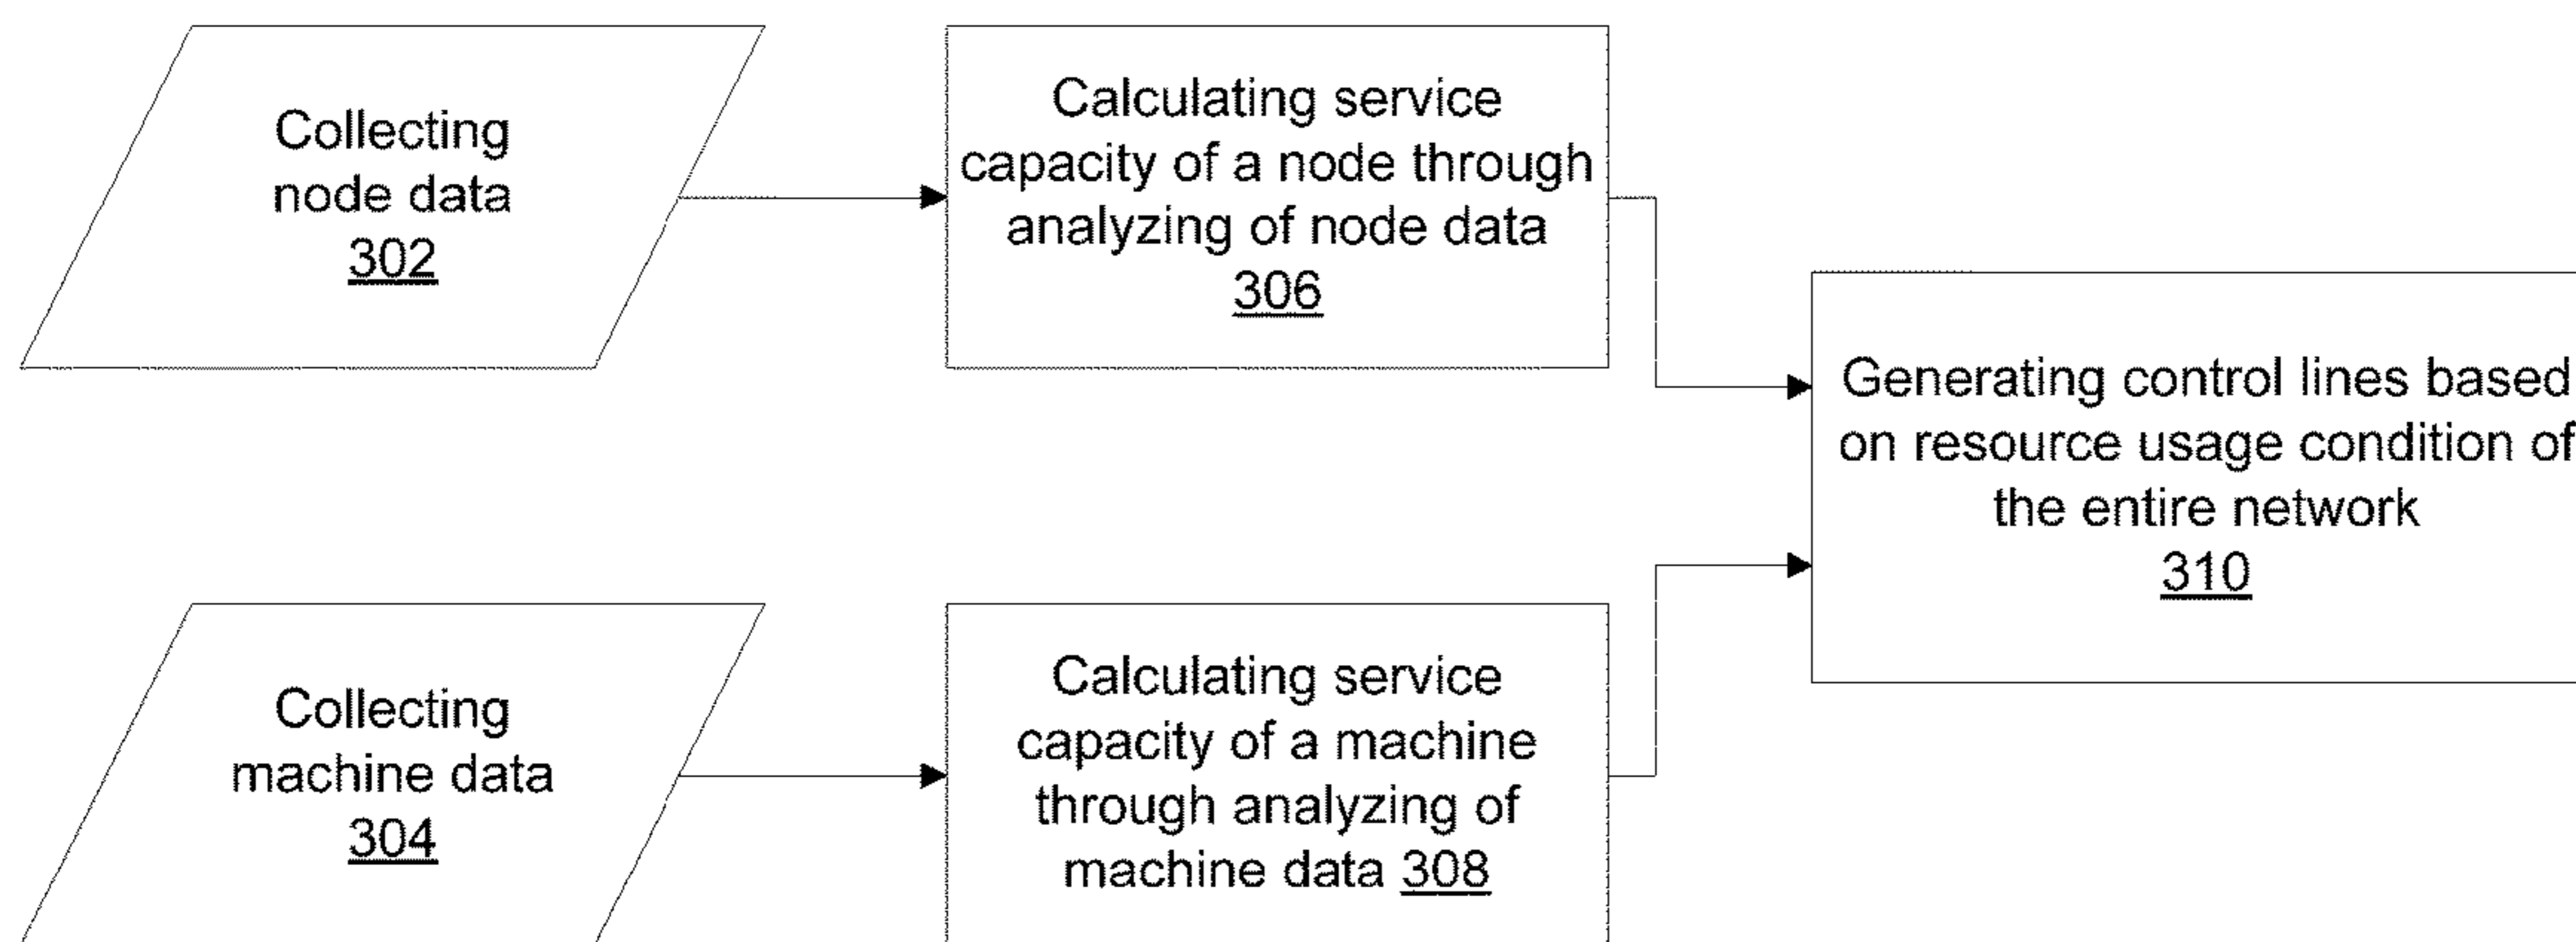 Collecting
node data
302
Calculating service
capacity of a node through
analyzing of node data
306
Generating control lines based
on resource usage condition of
the entire network
310
Collecting
machine data
304
Calculating service
capacity of a machine
through analyzing of
machine data 308